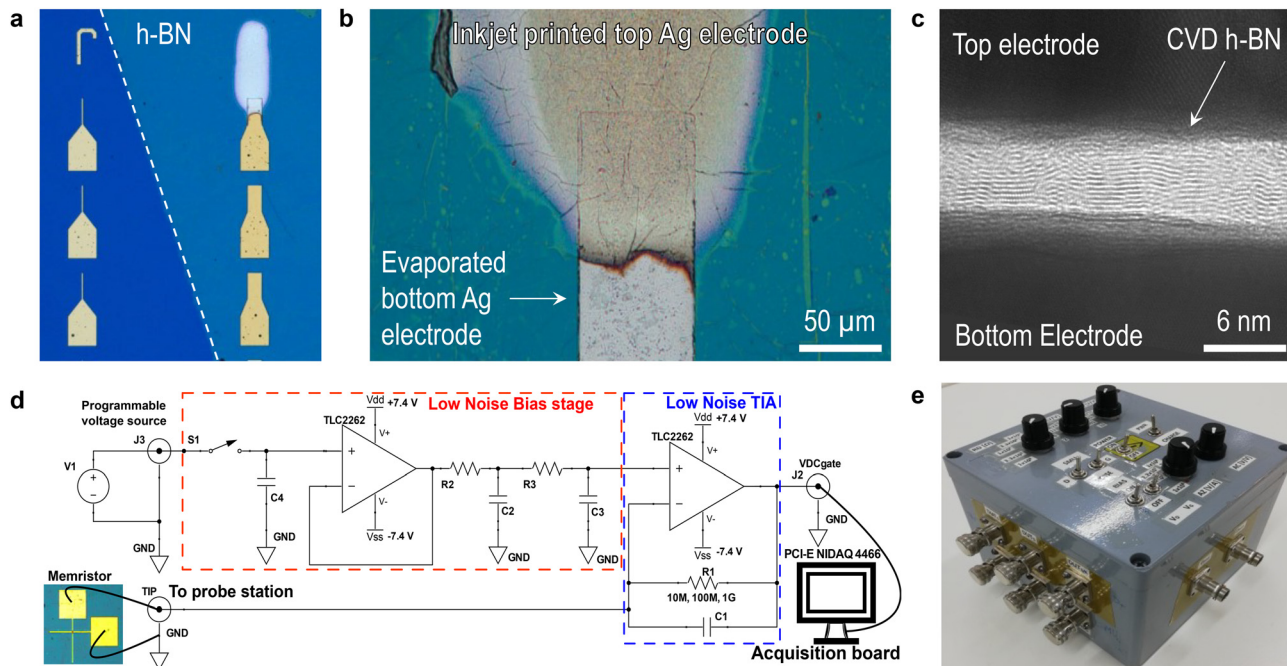 a
h-BN
b
Inkjet printed top Ag electrode
Evaporated
bottom Ag
electrode
50 µm
c
Top electrode
CVD h-BN
Bottom Electrode
6 nm
d
Programmable
voltage source
J3
S1
V1
GND
Low Noise Bias stage
Vdd +7.4 V
TLC2262
V+
V-
Vss -7.4 V
C4
GND
R2
R3
C2
GND
C3
GND
Low Noise TIA
Vdd +7.4 V
TLC2262
V+
V-
Vss -7.4 V
R1
10M, 100M, 1G
C1
VDCgate
J2
GND
PCI-E NIDAQ 4466
Acquisition board
Memristor
TIP
To probe station
GND
e